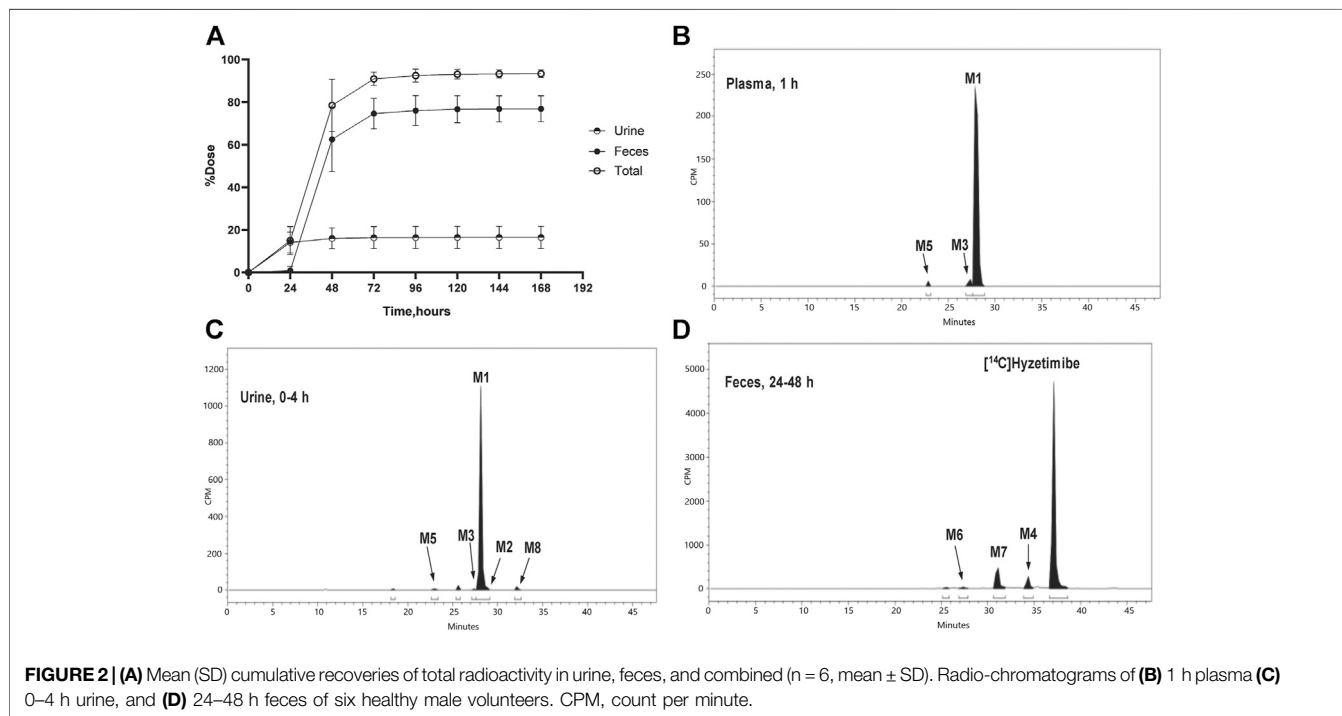 A
100
80
60
40
20
0
%Dose
0 24 48 72 96 120 144 168 192
Time,hours
Urine
Feces
Total
B
Plasma, 1 h
M1
M5
M3
250
200
150
100
50
0
CPM
0 5 10 15 20 25 30 35 40 45
Minutes
C
Urine, 0-4 h
M1
M5
M3
M2
M8
1200
1000
800
600
400
200
0
CPM
0 5 10 15 20 25 30 35 40 45
Minutes
D
Feces, 24-48 h
[14C]Hyzetimibe
M6
M7
M4
5000
4000
3000
2000
1000
0
CPM
0 5 10 15 20 25 30 35 40 45
Minutes
FIGURE 2 | (A) Mean (SD) cumulative recoveries of total radioactivity in urine, feces, and combined (n = 6, mean ± SD). Radio-chromatograms of (B) 1 h plasma (C)
0–4 h urine, and (D) 24–48 h feces of six healthy male volunteers. CPM, count per minute.